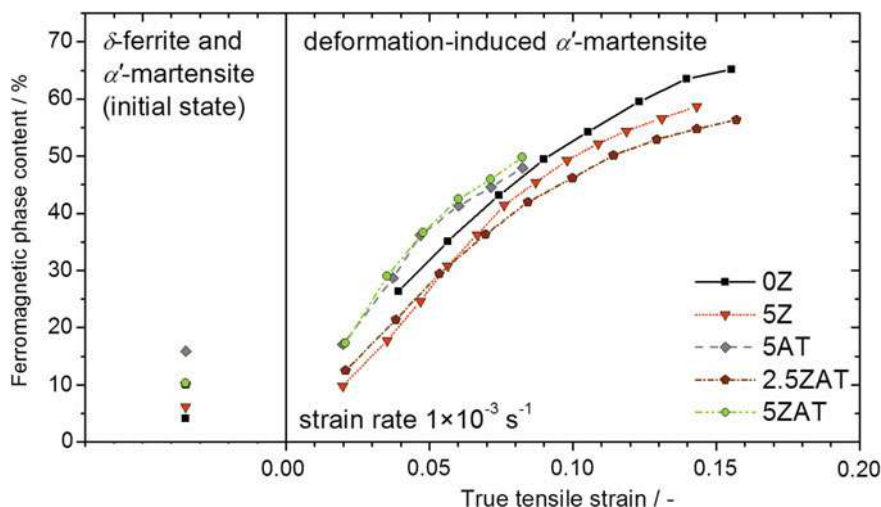 δ-ferrite and
α′-martensite
(initial state)
deformation-induced α′-martensite
Ferromagnetic phase content / %
70
60
50
40
30
20
10
0
0Z
5Z
5AT
2.5ZAT
5ZAT
strain rate 1×10⁻³ s⁻¹
0.00
0.05
0.10
0.15
0.20
True tensile strain / -